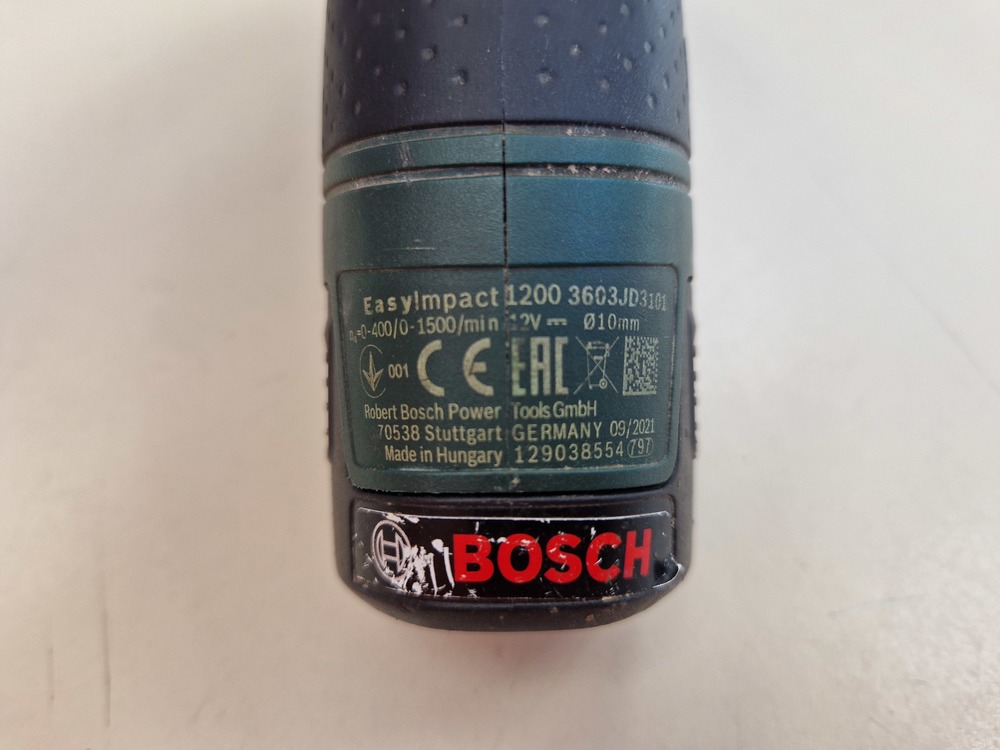 EasyImpact 1200 3603JD3101
n₀=0-400/0-1500/min 12V Ø10mm
001 CE EAC
Robert Bosch Power Tools GmbH
70538 Stuttgart GERMANY 09/2021
Made in Hungary 129038554 797
BOSCH